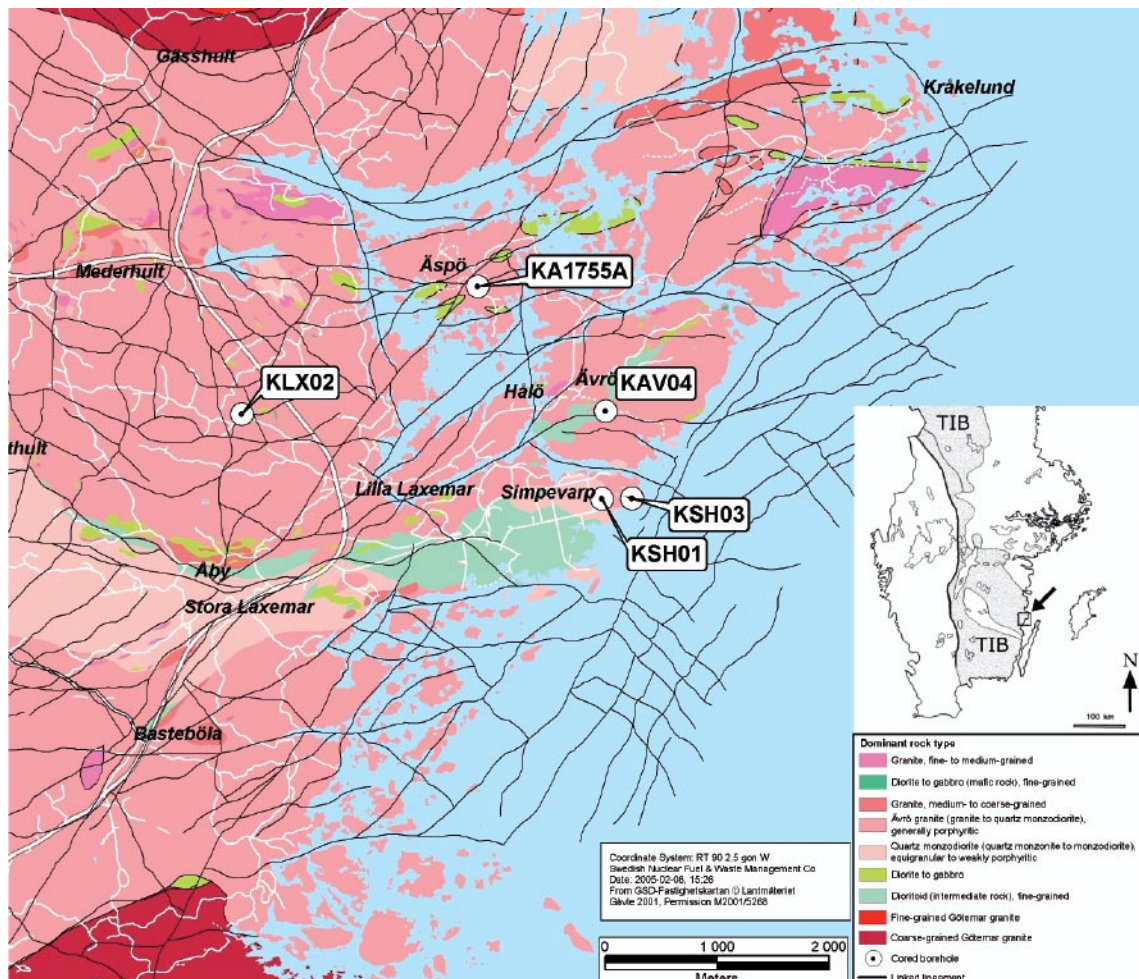 Gässhult
Kråkelund
Äspö
KA1755A
Mederhult
KLX02
Hålö
Ävrö
KAV04
thult
Lilla Laxemar
Simpevarp
KSH03
KSH01
Åby
Stora Laxemar
Basteböla
TIB
TIB
N
100 km
Dominant rock type
Granite, fine- to medium-grained
Diorite to gabbro (mafic rock), fine-grained
Granite, medium- to coarse-grained
Ävrö granite (granite to quartz monzodiorite),
generally porphyritic
Quartz monzodiorite (quartz monzonite to monzodiorite),
equigranular to weakly porphyritic
Diorite to gabbro
Dioritoid (intermediate rock), fine-grained
Fine-grained Götemar granite
Coarse-grained Götemar granite
Cored borehole
Linked lineament
Coordinate System: RT 90 2.5 gon W
Swedish Nuclear Fuel & Waste Management Co
Date: 2005-02-08, 15:26
From GSD-Fastighetskartan © Lantmäteriet
Gävle 2001, Permission M2001/5268
0 1 000 2 000
Meters